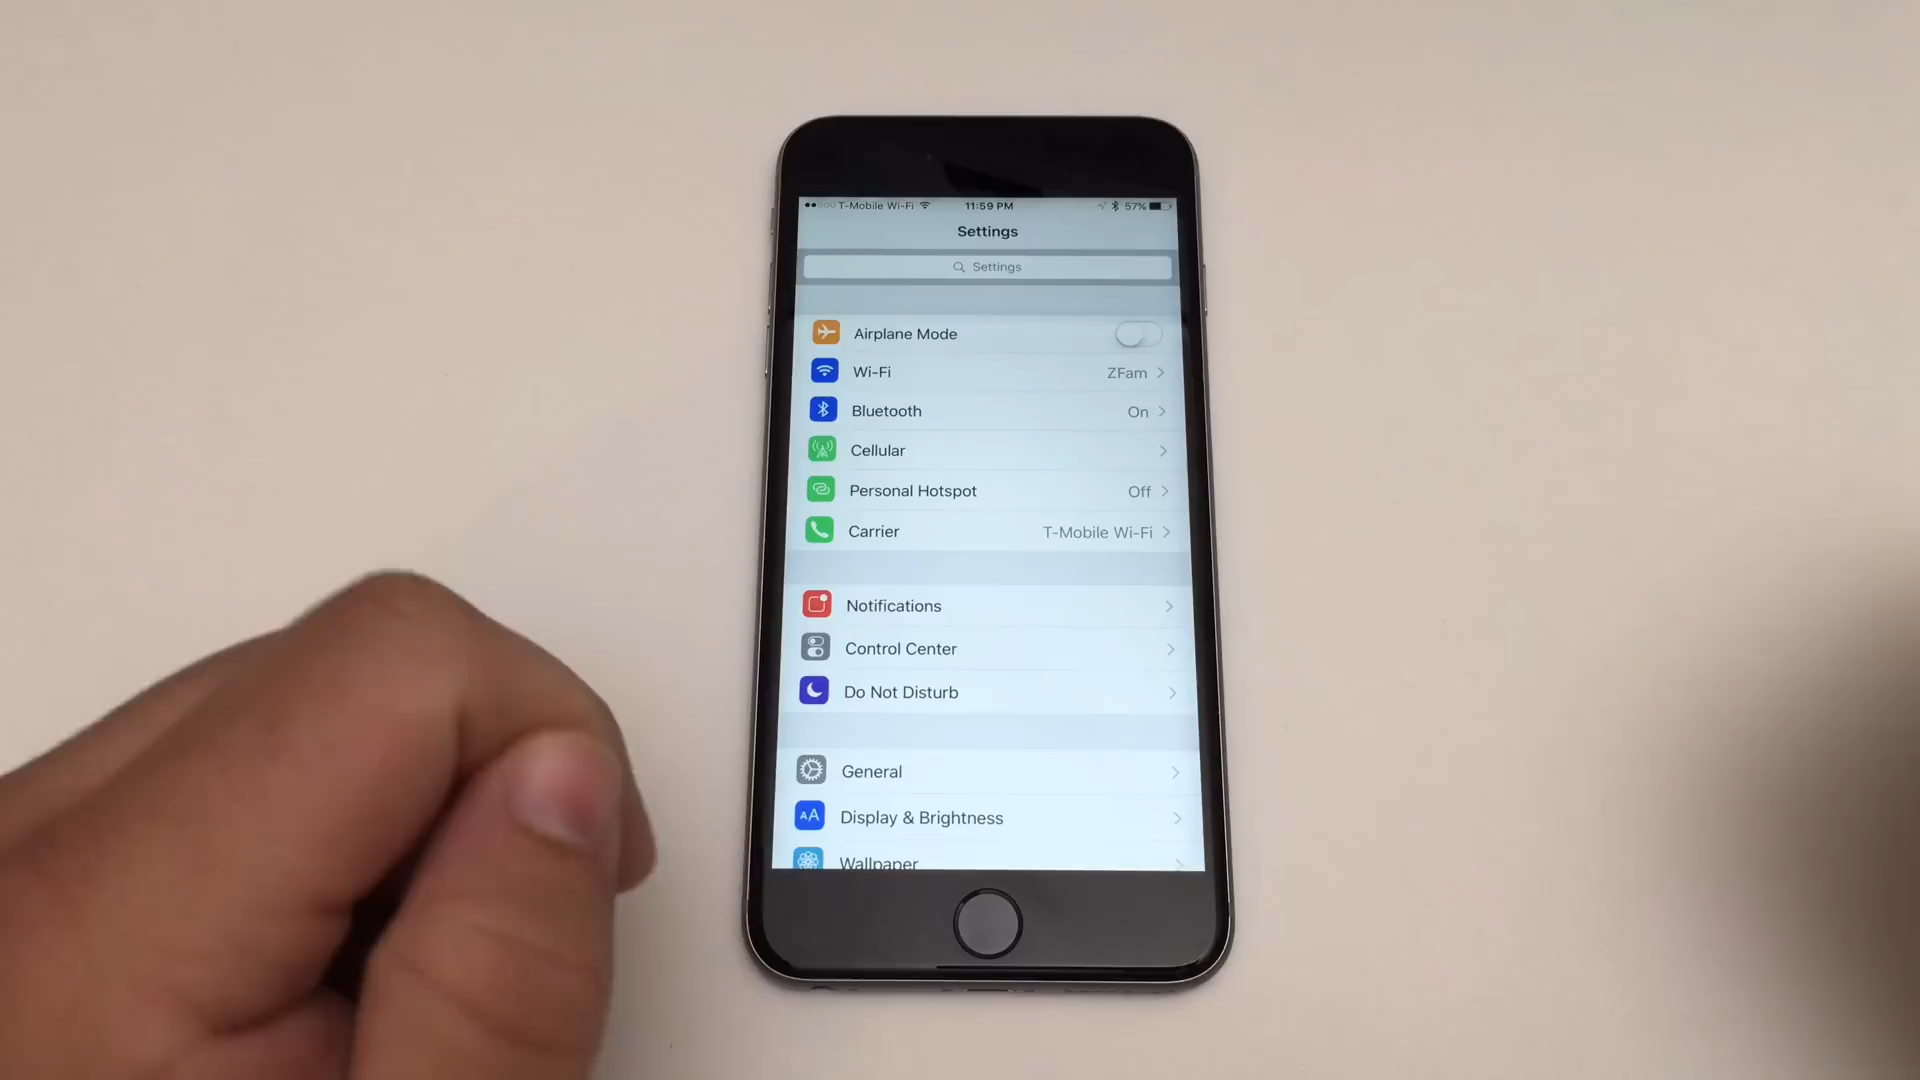 T-Mobile Wi-Fi 11:59 PM 57%
Settings
Settings
Airplane Mode
Wi-Fi ZFam
Bluetooth On
Cellular
Personal Hotspot Off
Carrier T-Mobile Wi-Fi
Notifications
Control Center
Do Not Disturb
General
AA Display & Brightness
Wallpaper